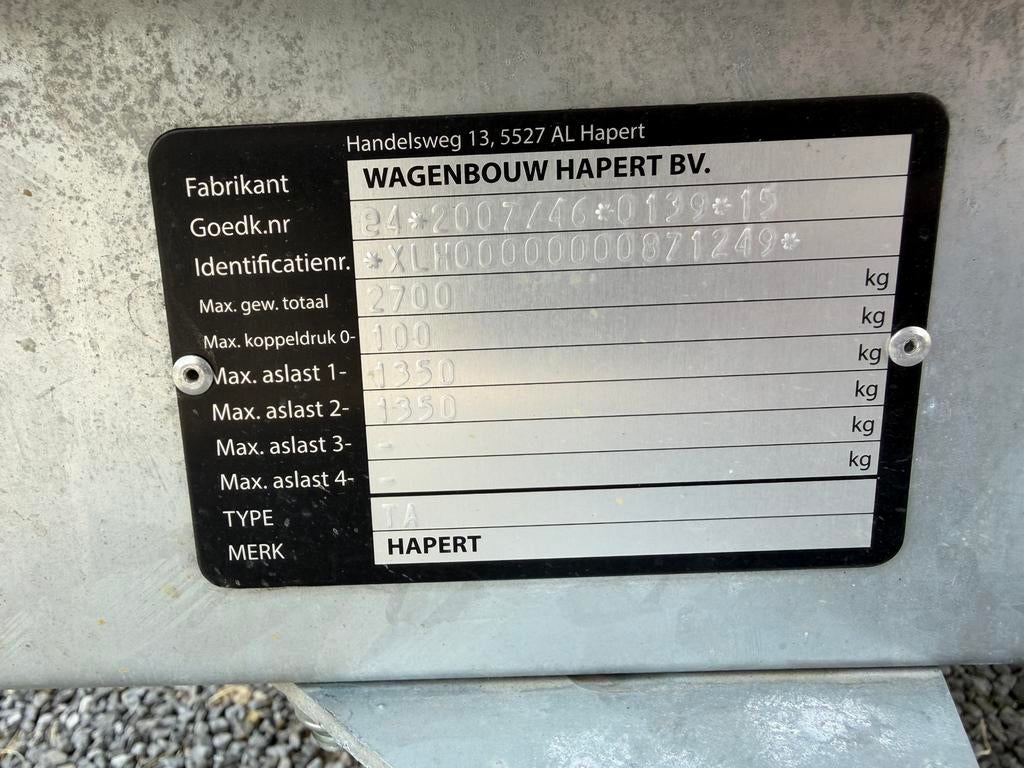 Handelsweg 13, 5527 AL Hapert
Fabrikant WAGENBOUW HAPERT BV.
Goedk.nr e4*2007/46*0139*15
Identificatienr. *XLH00000000871249*
Max. gew. totaal 2700 kg
Max. koppeldruk 0- 100 kg
Max. aslast 1- 1350 kg
Max. aslast 2- 1350 kg
Max. aslast 3- - kg
Max. aslast 4- - kg
TYPE TA
MERK HAPERT